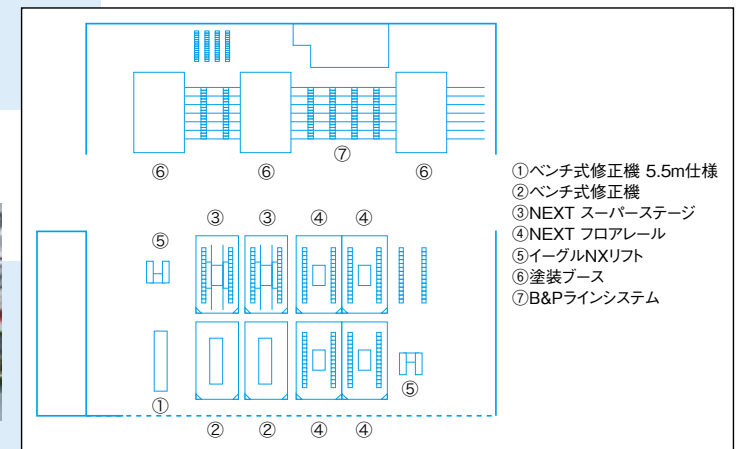 ⑥ ⑥ ⑦ ⑥
⑤ ③ ③ ④ ④
① ⑤
② ② ④ ④
①ベンチ式修正機 5.5m仕様
②ベンチ式修正機
③NEXT スーパーステージ
④NEXT フロアレール
⑤イーグルNXリフト
⑥塗装ブース
⑦B&Pラインシステム